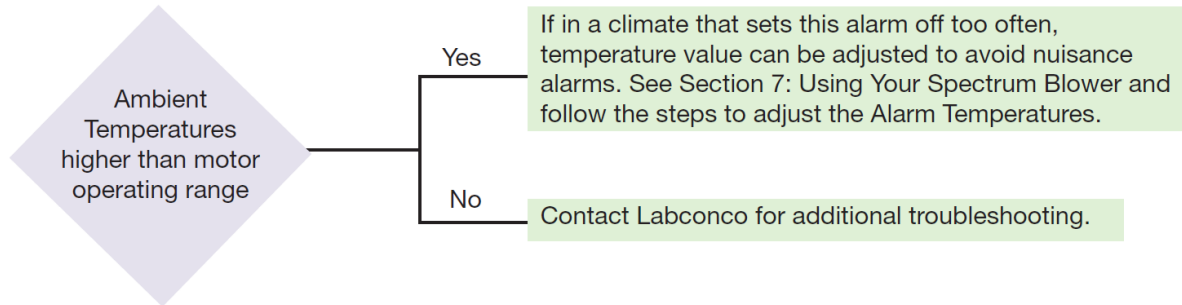 Ambient
Temperatures
higher than motor
operating range
Yes
If in a climate that sets this alarm off too often,
temperature value can be adjusted to avoid nuisance
alarms. See Section 7: Using Your Spectrum Blower and
follow the steps to adjust the Alarm Temperatures.
No
Contact Labconco for additional troubleshooting.